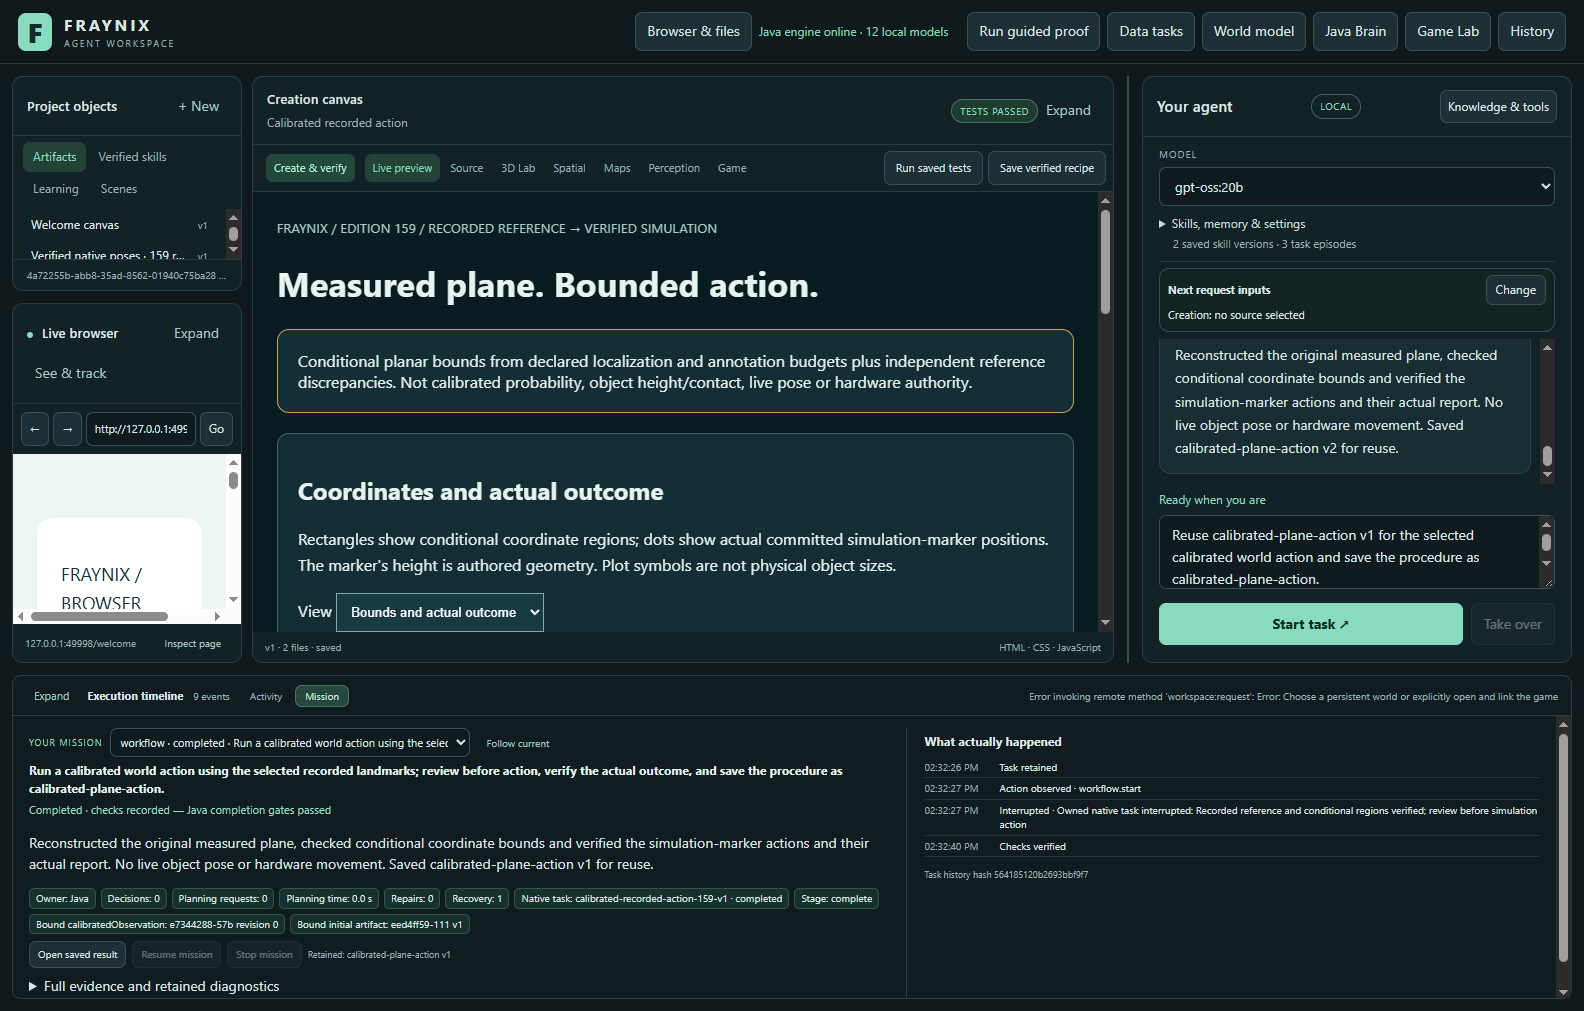 F
FRAYNIX
AGENT WORKSPACE
Browser & files
Java engine online · 12 local models
Run guided proof
Data tasks
World model
Java Brain
Game Lab
History
Project objects
+ New
Artifacts
Verified skills
Learning
Scenes
Welcome canvas v1
Verified native poses · 159 r... v1
4a72255b-abb8-35ad-8562-01940c75ba28 ...
Live browser
Expand
See & track
← → http://127.0.0.1:499 Go
FRAYNIX /
BROWSER
127.0.0.1:49998/welcome
Inspect page
Creation canvas
Calibrated recorded action
TESTS PASSED
Expand
Create & verify
Live preview
Source
3D Lab
Spatial
Maps
Perception
Game
Run saved tests
Save verified recipe
FRAYNIX / EDITION 159 / RECORDED REFERENCE → VERIFIED SIMULATION
Measured plane. Bounded action.
Conditional planar bounds from declared localization and annotation budgets plus independent reference
discrepancies. Not calibrated probability, object height/contact, live pose or hardware authority.
Coordinates and actual outcome
Rectangles show conditional coordinate regions; dots show actual committed simulation-marker positions.
The marker's height is authored geometry. Plot symbols are not physical object sizes.
View Bounds and actual outcome
v1 · 2 files · saved
HTML · CSS · JavaScript
Your agent
LOCAL
Knowledge & tools
MODEL
gpt-oss:20b
▶ Skills, memory & settings
2 saved skill versions · 3 task episodes
Next request inputs
Change
Creation: no source selected
Reconstructed the original measured plane, checked
conditional coordinate bounds and verified the
simulation-marker actions and their actual report. No
live object pose or hardware movement. Saved
calibrated-plane-action v2 for reuse.
Ready when you are
Reuse calibrated-plane-action v1 for the selected
calibrated world action and save the procedure as
calibrated-plane-action.
Start task ↗
Take over
Expand
Execution timeline
9 events
Activity
Mission
Error invoking remote method 'workspace:request': Error: Choose a persistent world or explicitly open and link the game
YOUR MISSION
workflow · completed · Run a calibrated world action using the selec
Follow current
Run a calibrated world action using the selected recorded landmarks; review before action, verify the actual outcome, and save the procedure as
calibrated-plane-action.
Completed · checks recorded — Java completion gates passed
Reconstructed the original measured plane, checked conditional coordinate bounds and verified the simulation-marker actions and their
actual report. No live object pose or hardware movement. Saved calibrated-plane-action v1 for reuse.
Owner: Java
Decisions: 0
Planning requests: 0
Planning time: 0.0 s
Repairs: 0
Recovery: 1
Native task: calibrated-recorded-action-159-v1 · completed
Stage: complete
Bound calibratedObservation: e7344288-57b revision 0
Bound initial artifact: eed4ff59-111 v1
Open saved result
Resume mission
Stop mission
Retained: calibrated-plane-action v1
▶ Full evidence and retained diagnostics
What actually happened
02:32:26 PM Task retained
02:32:27 PM Action observed · workflow.start
02:32:27 PM Interrupted · Owned native task interrupted: Recorded reference and conditional regions verified; review before simulation
action
02:32:40 PM Checks verified
Task history hash 564185120b2693bbf9f7